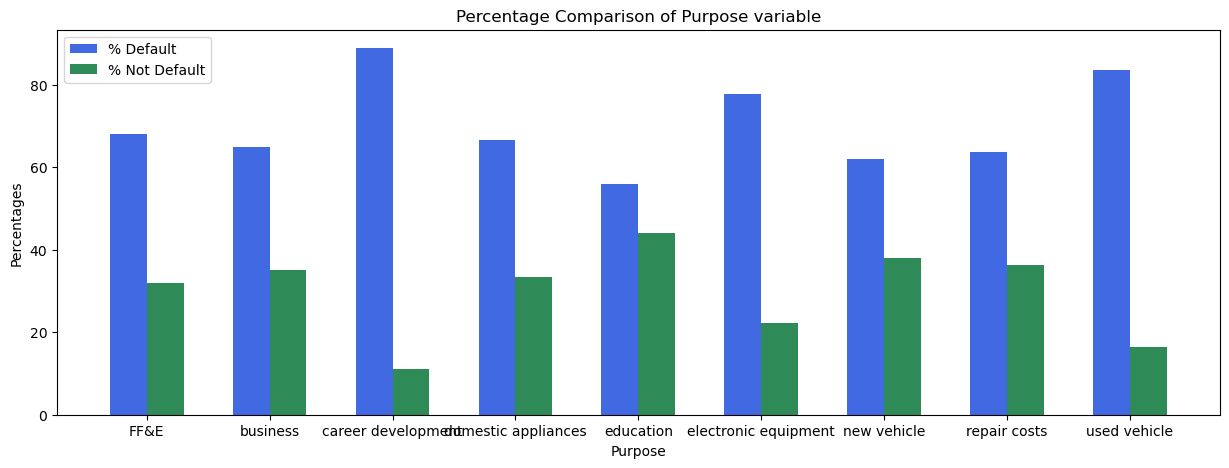 Percentage Comparison of Purpose variable
% Default
% Not Default
Percentages
80
60
40
20
0
FF&E business career development domestic appliances education electronic equipment new vehicle repair costs used vehicle
Purpose